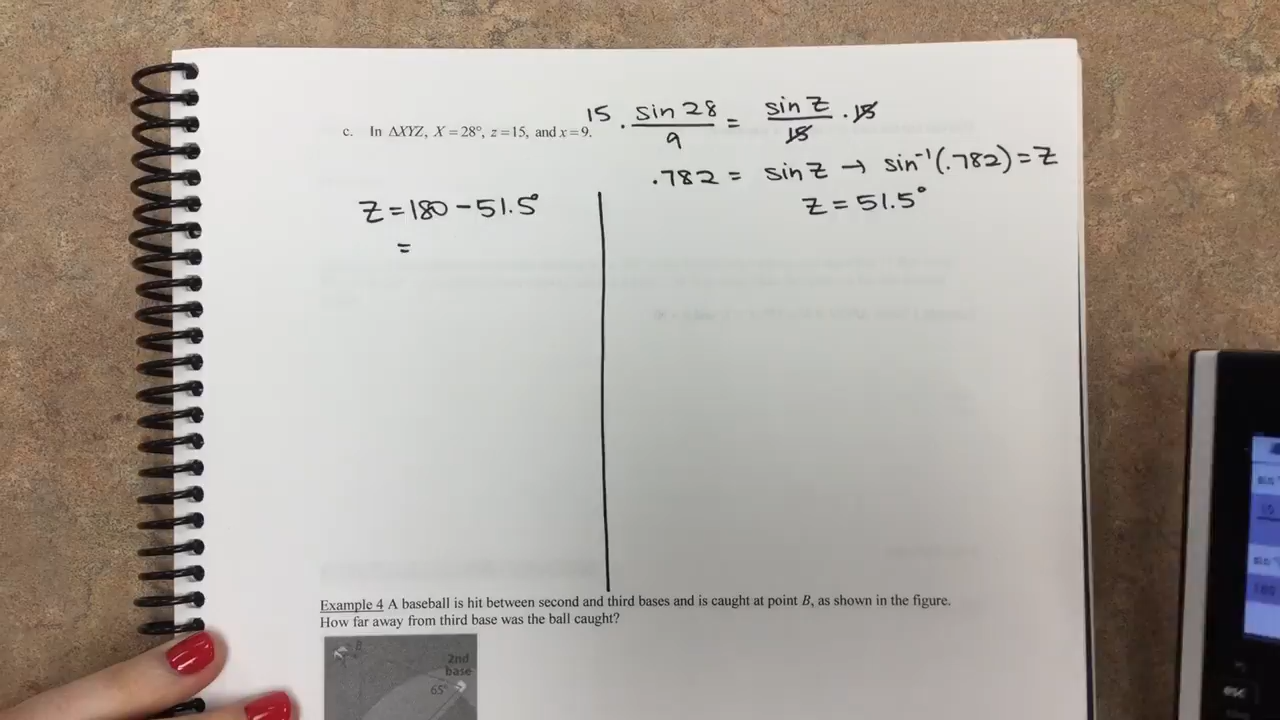 15 · sin 28 / 9 = sin Z / 15 · 15
c. In ΔXYZ, X = 28°, z = 15, and x = 9.
.782 = sin Z → sin⁻¹(.782) = Z
Z = 180 - 51.5°
Z = 51.5°
=
Example 4 A baseball is hit between second and third bases and is caught at point B, as shown in the figure.
How far away from third base was the ball caught?
B
2nd
base
65°
esc